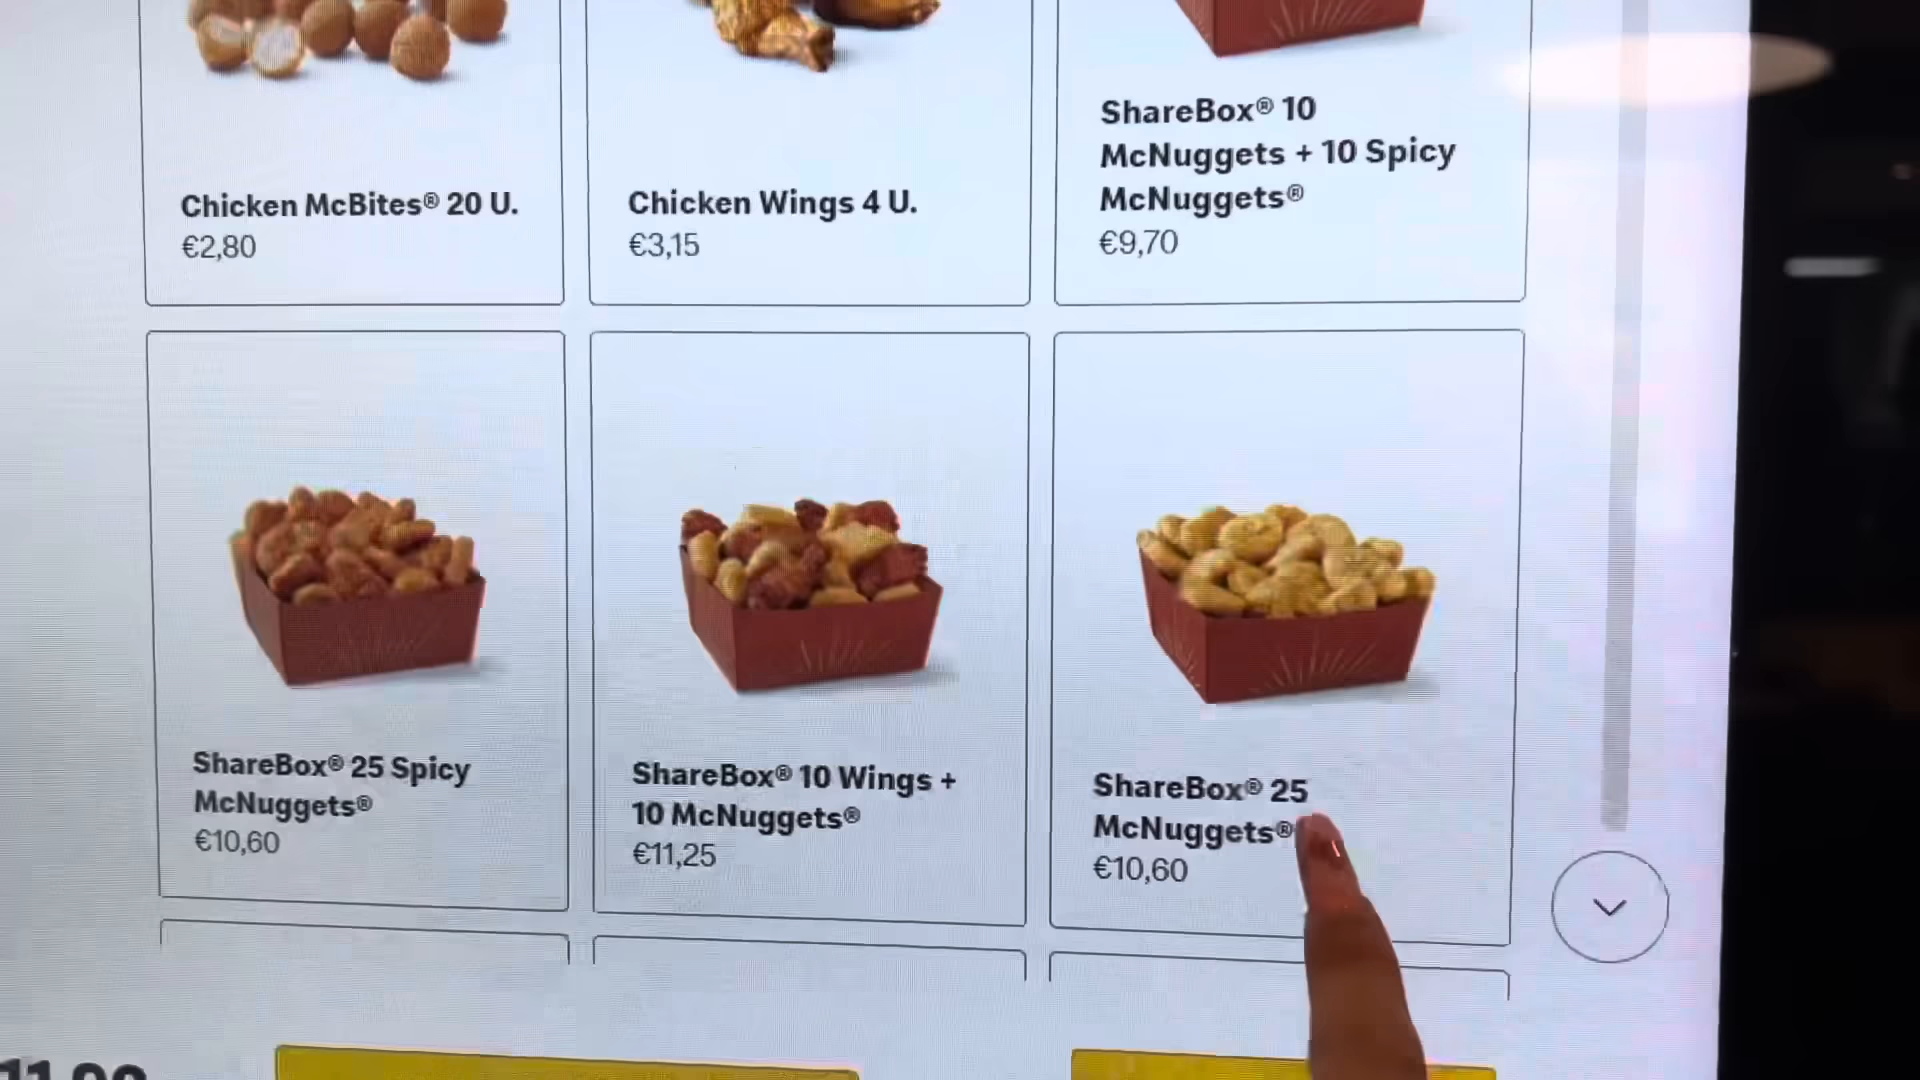 Chicken McBites® 20 U.
€2,80
Chicken Wings 4 U.
€3,15
ShareBox® 10
McNuggets + 10 Spicy
McNuggets®
€9,70
ShareBox® 25 Spicy
McNuggets®
€10,60
ShareBox® 10 Wings +
10 McNuggets®
€11,25
ShareBox® 25
McNuggets®
€10,60